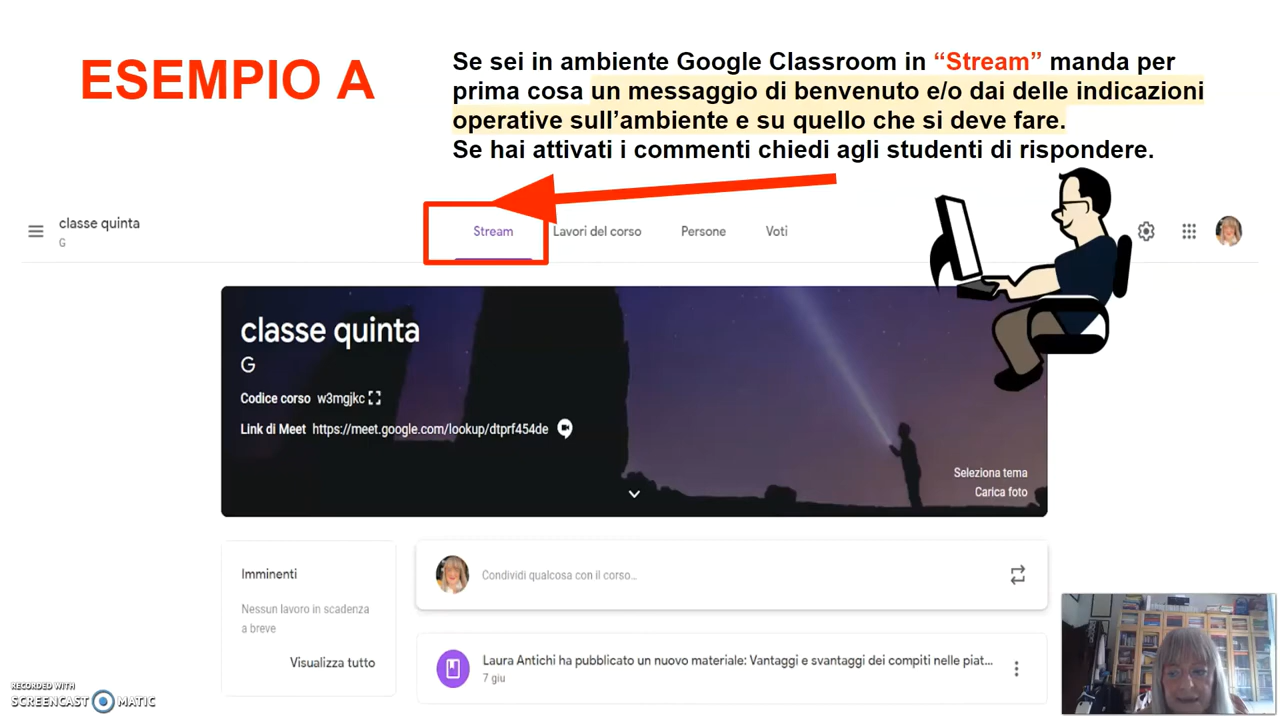 ESEMPIO A
Se sei in ambiente Google Classroom in “Stream” manda per
prima cosa un messaggio di benvenuto e/o dai delle indicazioni
operative sull’ambiente e su quello che si deve fare.
Se hai attivati i commenti chiedi agli studenti di rispondere.
classe quinta
G
Stream
Lavori del corso
Persone
Voti
classe quinta
G
Codice corso w3mgjkc
Link di Meet https://meet.google.com/lookup/dtprf454de
Seleziona tema
Carica foto
Imminenti
Nessun lavoro in scadenza
a breve
Visualizza tutto
Condividi qualcosa con il corso…
Laura Antichi ha pubblicato un nuovo materiale: Vantaggi e svantaggi dei compiti nelle piat…
7 giu
RECORDED WITH
SCREENCAST MATIC